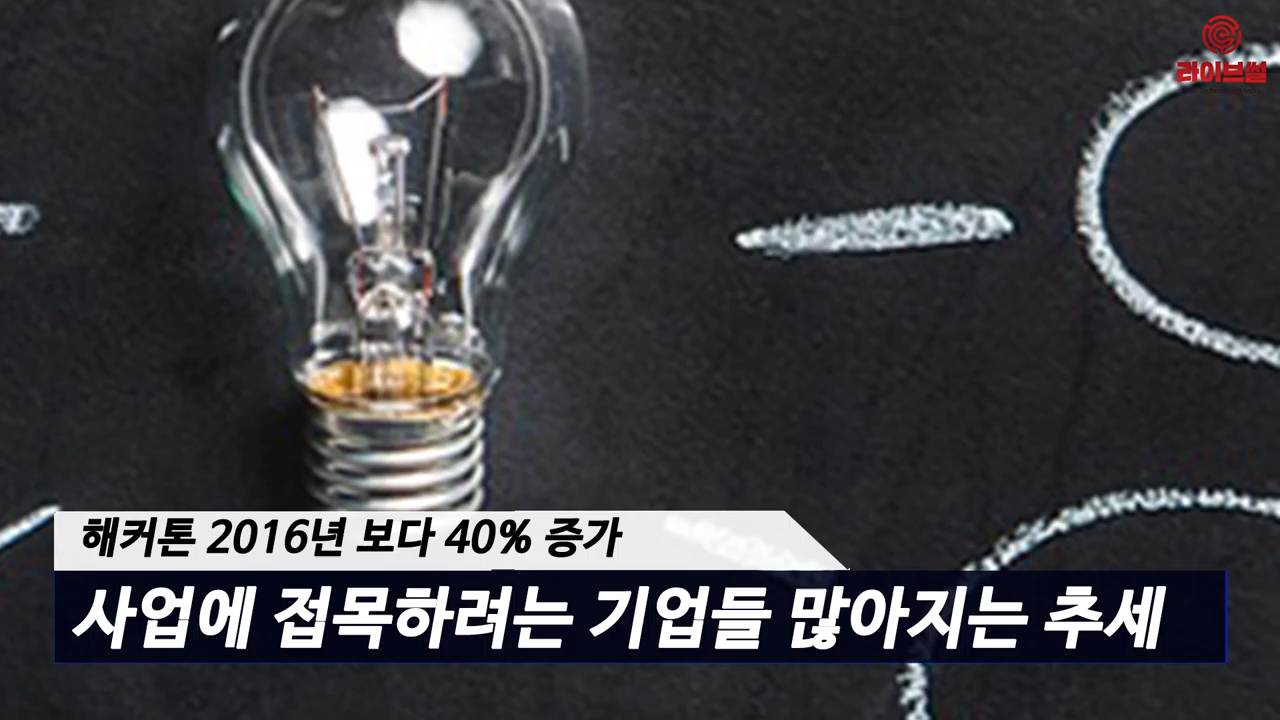 라이브썰
해커톤 2016년 보다 40% 증가
사업에 접목하려는 기업들 많아지는 추세